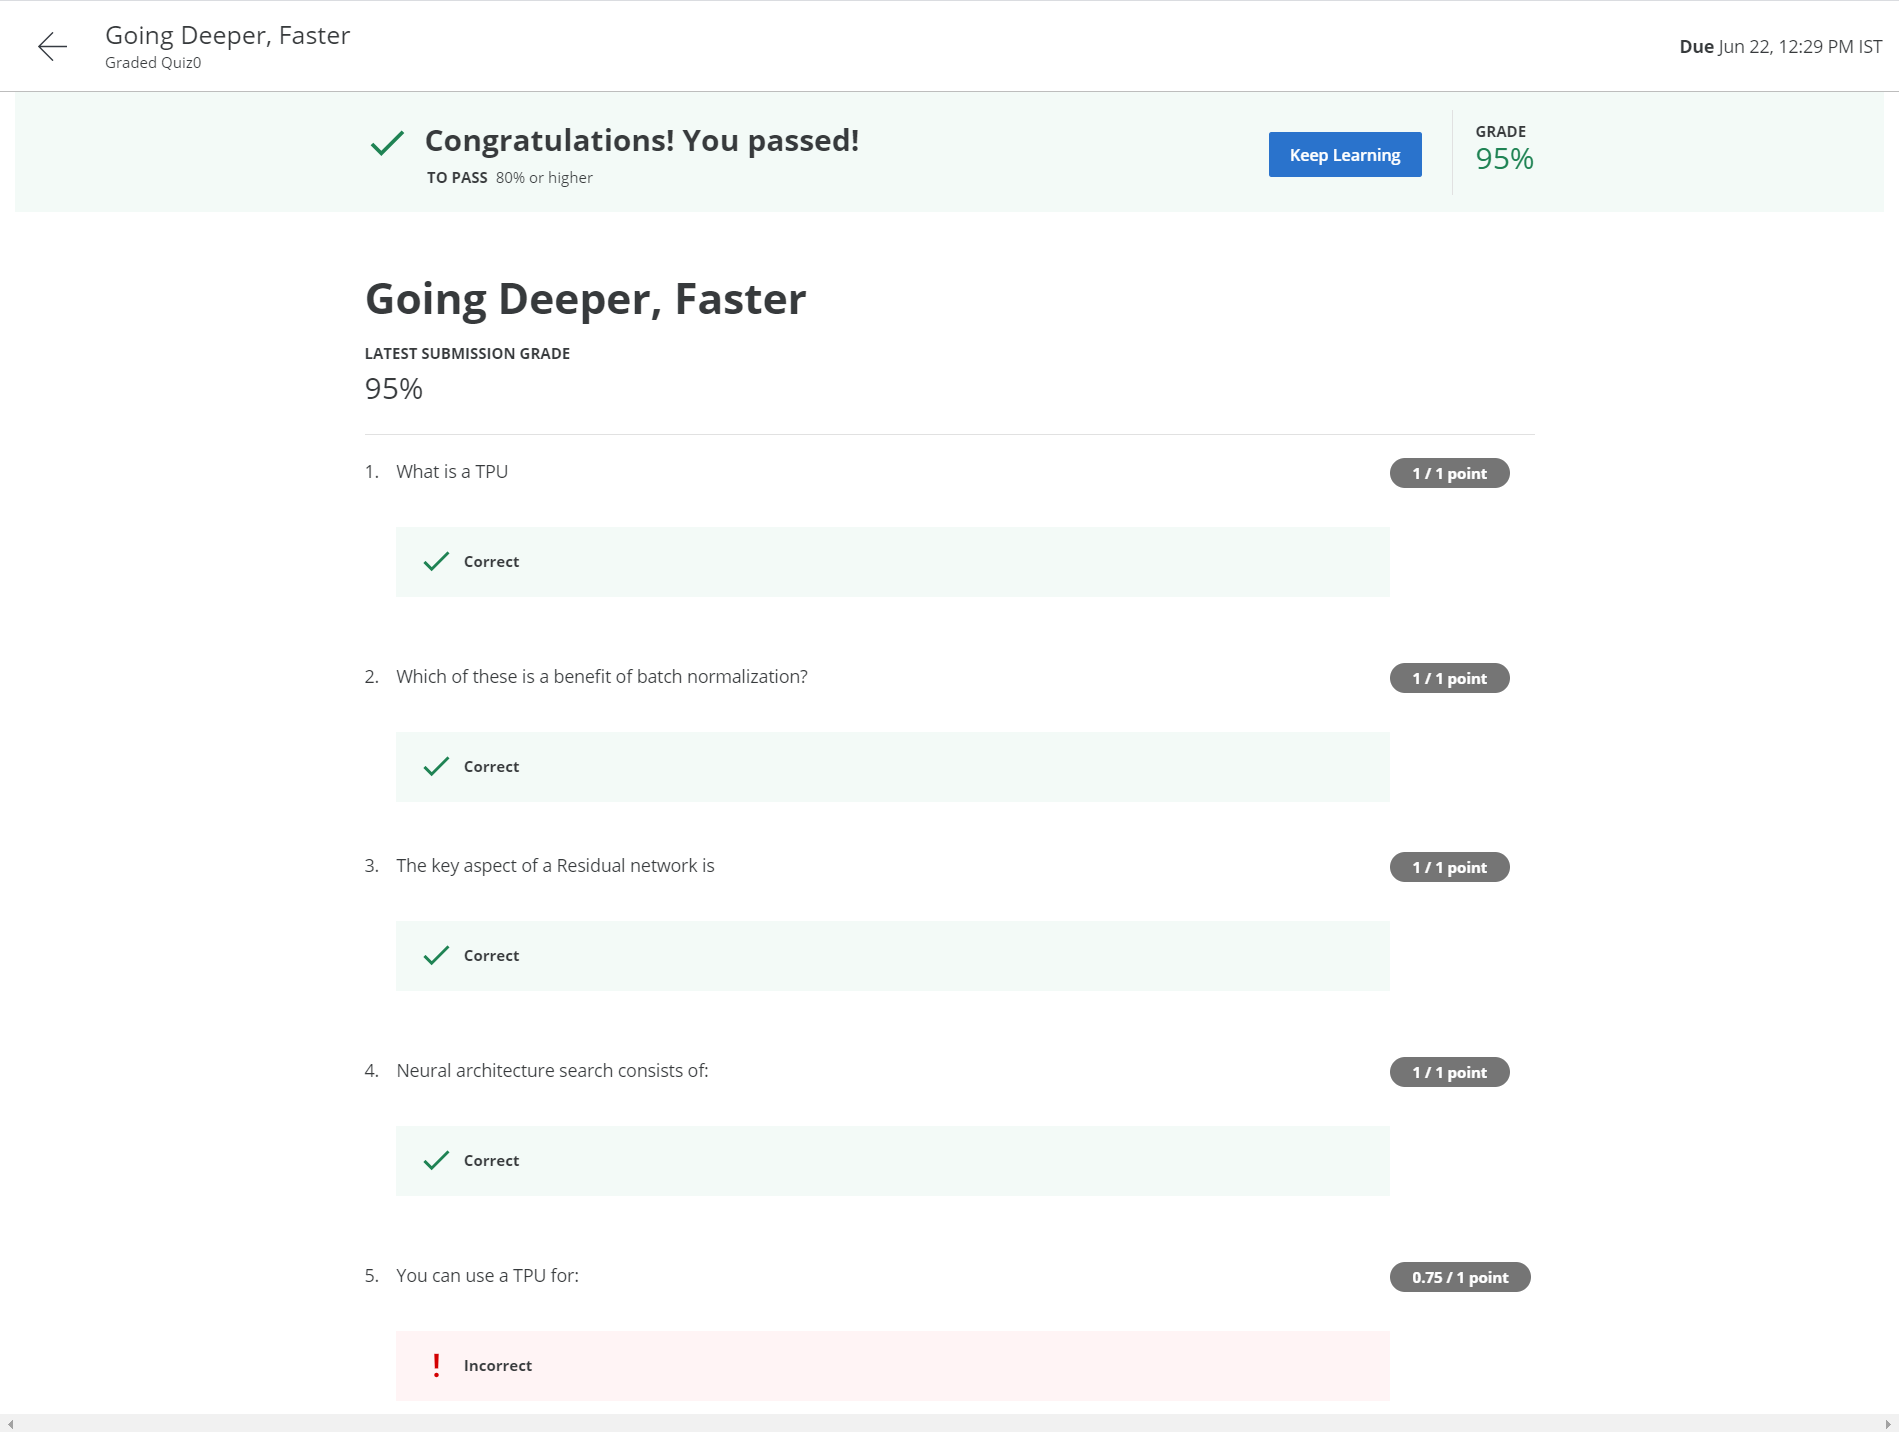 Going Deeper, Faster
Graded Quiz0
Due Jun 22, 12:29 PM IST
Congratulations! You passed!
TO PASS 80% or higher
Keep Learning
GRADE
95%
Going Deeper, Faster
LATEST SUBMISSION GRADE
95%
1. What is a TPU
1 / 1 point
Correct
2. Which of these is a benefit of batch normalization?
1 / 1 point
Correct
3. The key aspect of a Residual network is
1 / 1 point
Correct
4. Neural architecture search consists of:
1 / 1 point
Correct
5. You can use a TPU for:
0.75 / 1 point
! Incorrect